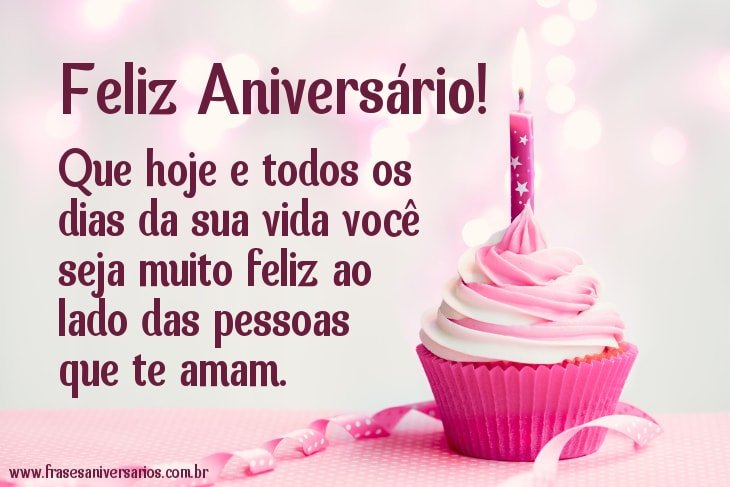 Feliz Aniversário!
Que hoje e todos os
dias da sua vida você
seja muito feliz ao
lado das pessoas
que te amam.
www.frasesaniversarios.com.br